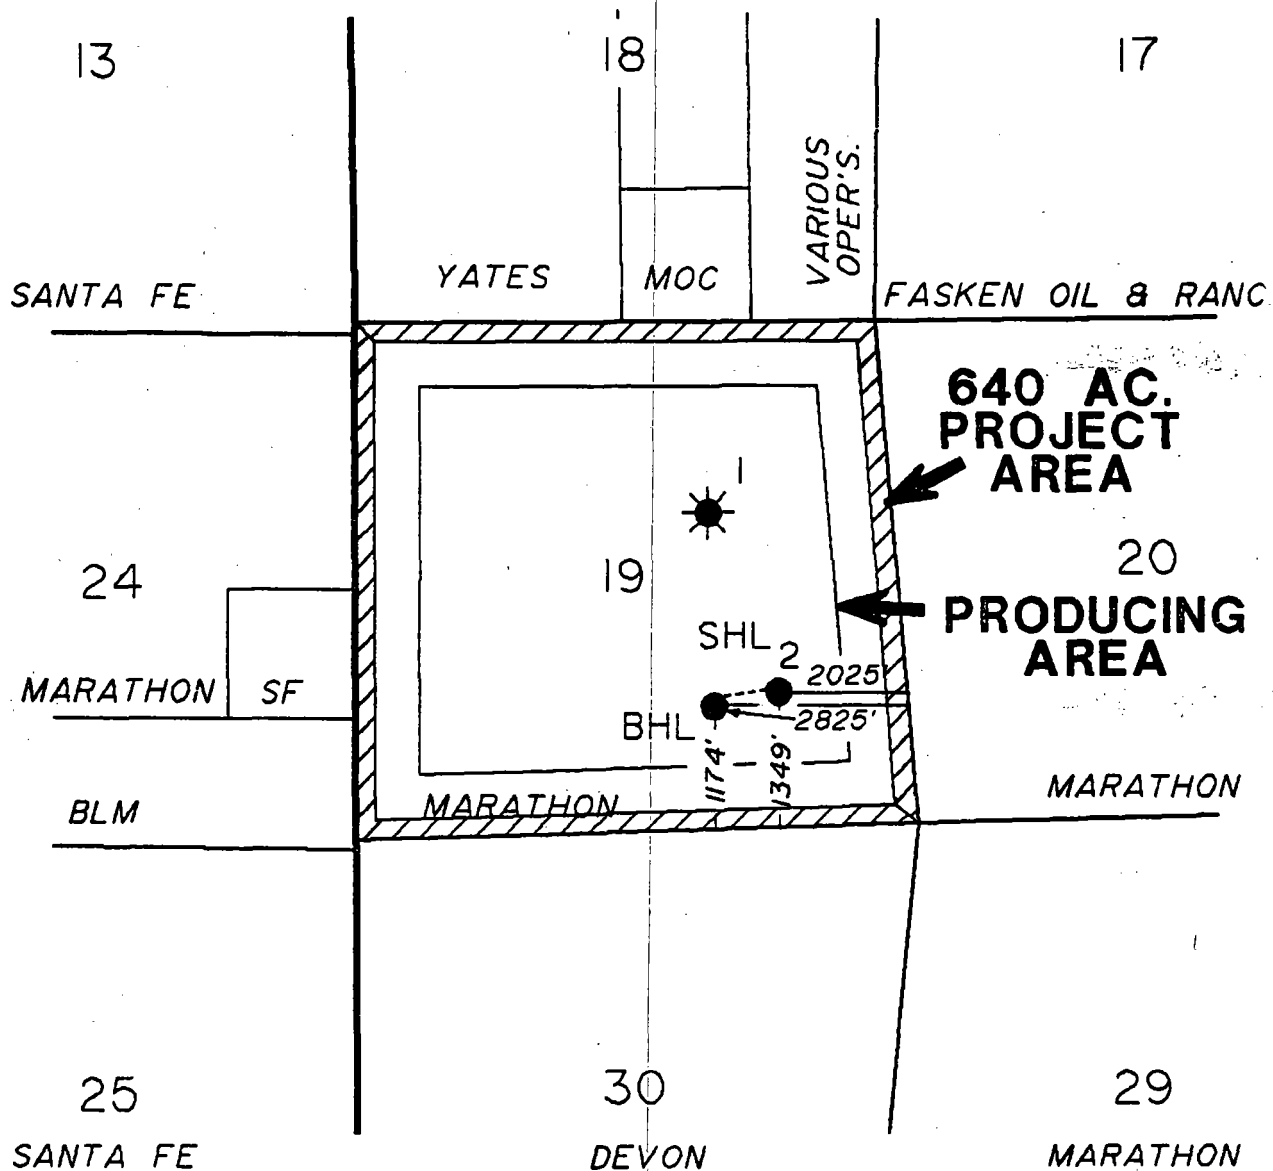 13
18
17
VARIOUS
OPER'S.
YATES
MOC
SANTA FE
FASKEN OIL & RANC
640 AC.
PROJECT
AREA
1
24
19
20
PRODUCING
AREA
SHL
2
2025
MARATHON
SF
BHL
2825'
1174'
1349'
MARATHON
MARATHON
BLM
25
30
29
SANTA FE
DEVON
MARATHON